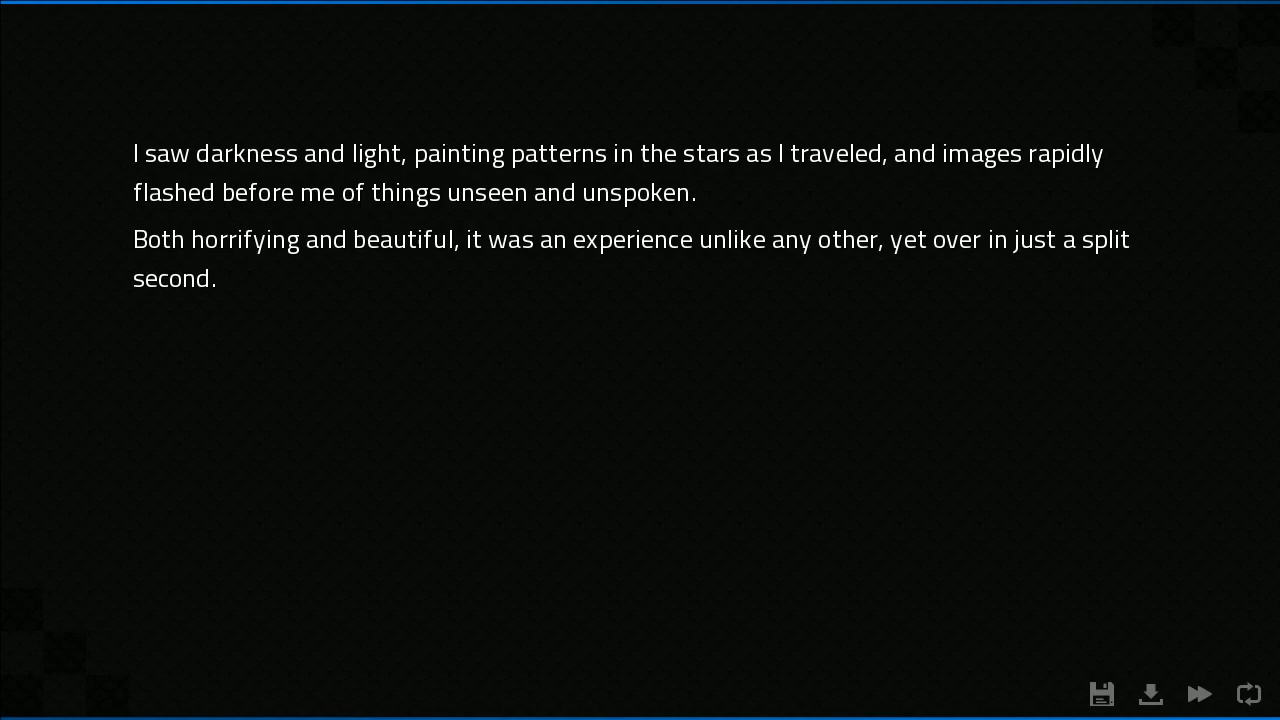 I saw darkness and light, painting patterns in the stars as I traveled, and images rapidly
flashed before me of things unseen and unspoken.
Both horrifying and beautiful, it was an experience unlike any other, yet over in just a split
second.